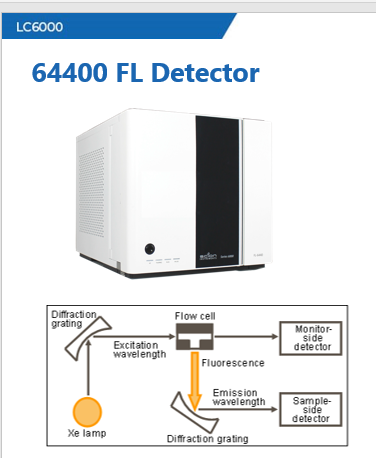 LC6000
64400 FL Detector
Diffraction
grating
Flow cell
Monitor-
side
detector
Excitation
wavelength
Fluorescence
Emission
wavelength
Sample-
side
detector
Xe lamp
Diffraction grating